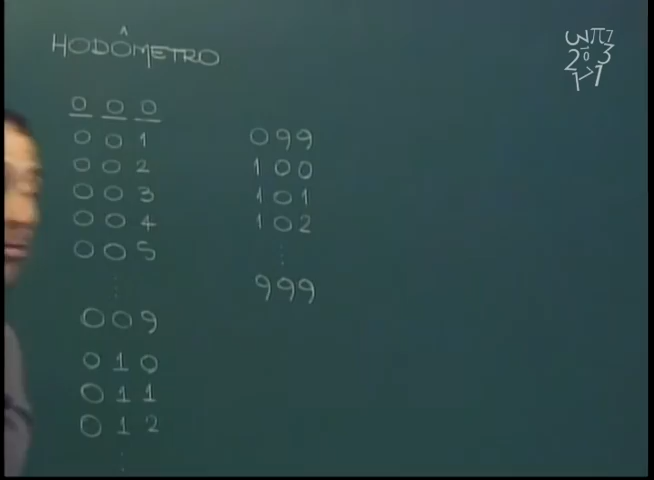 HODÔMETRO
0 0 0
0 0 1
0 0 2
0 0 3
0 0 4
0 0 5
0 0 9
0 1 0
0 1 1
0 1 2
0 9 9
1 0 0
1 0 1
1 0 2
9 9 9